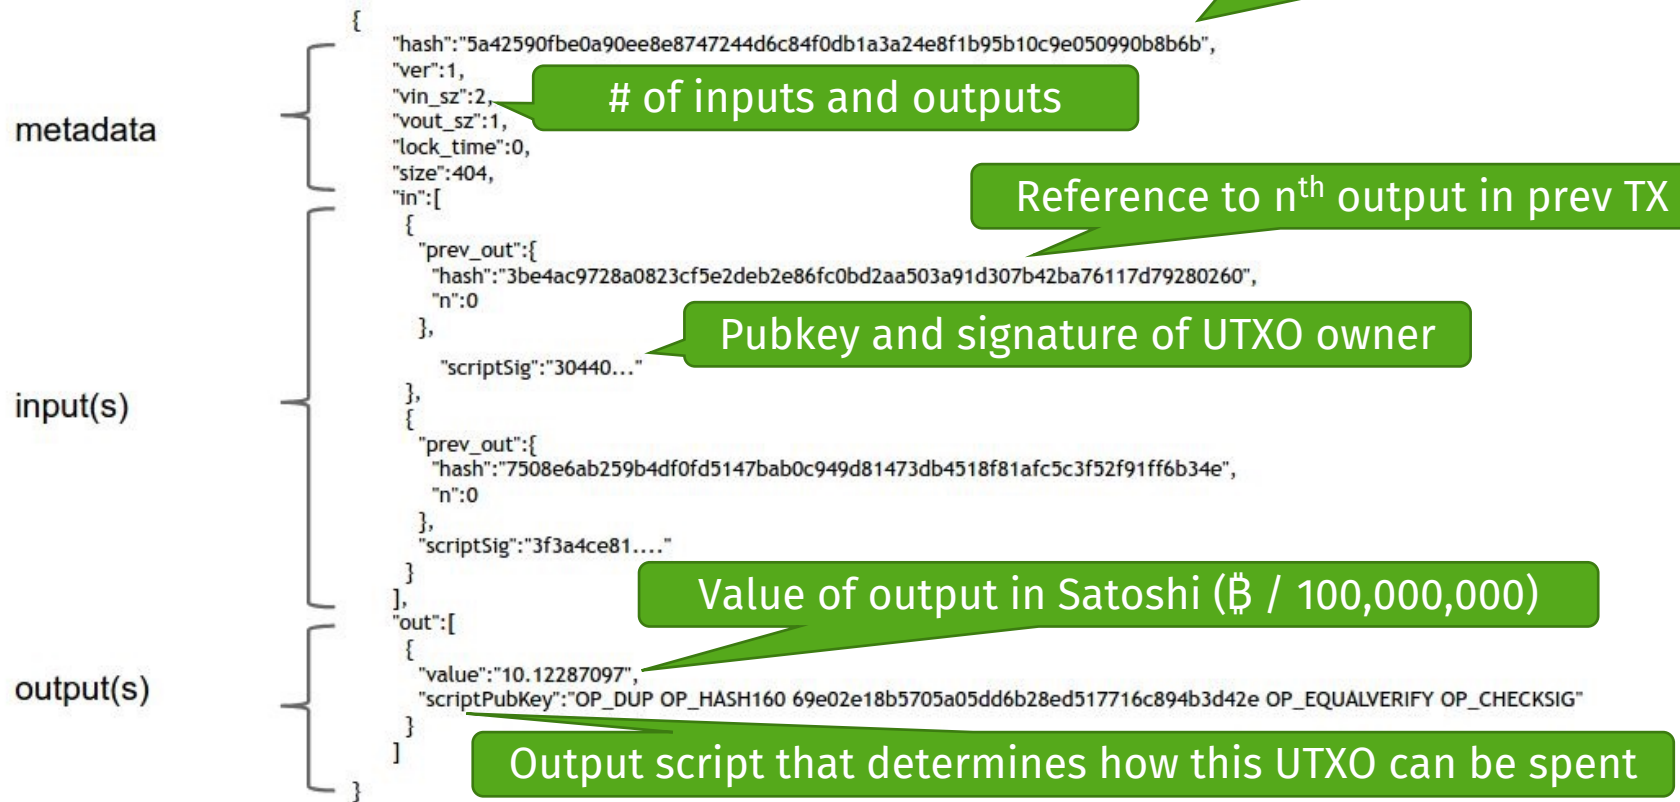 {
"hash":"5a42590fbe0a90ee8e8747244d6c84f0db1a3a24e8f1b95b10c9e050990b8b6b",
"ver":1,
"vin_sz":2,
# of inputs and outputs
"vout_sz":1,
metadata
"lock_time":0,
"size":404,
"in":[
Reference to nth output in prev TX
{
"prev_out":{
"hash":"3be4ac9728a0823cf5e2deb2e86fc0bd2aa503a91d307b42ba76117d79280260",
"n":0
},
Pubkey and signature of UTXO owner
"scriptSig":"30440..."
},
input(s)
{
"prev_out":{
"hash":"7508e6ab259b4df0fd5147bab0c949d81473db4518f81afc5c3f52f91ff6b34e",
"n":0
},
"scriptSig":"3f3a4ce81...."
}
],
Value of output in Satoshi (₿ / 100,000,000)
"out":[
{
"value":"10.12287097",
output(s)
"scriptPubKey":"OP_DUP OP_HASH160 69e02e18b5705a05dd6b28ed517716c894b3d42e OP_EQUALVERIFY OP_CHECKSIG"
}
]
Output script that determines how this UTXO can be spent
}